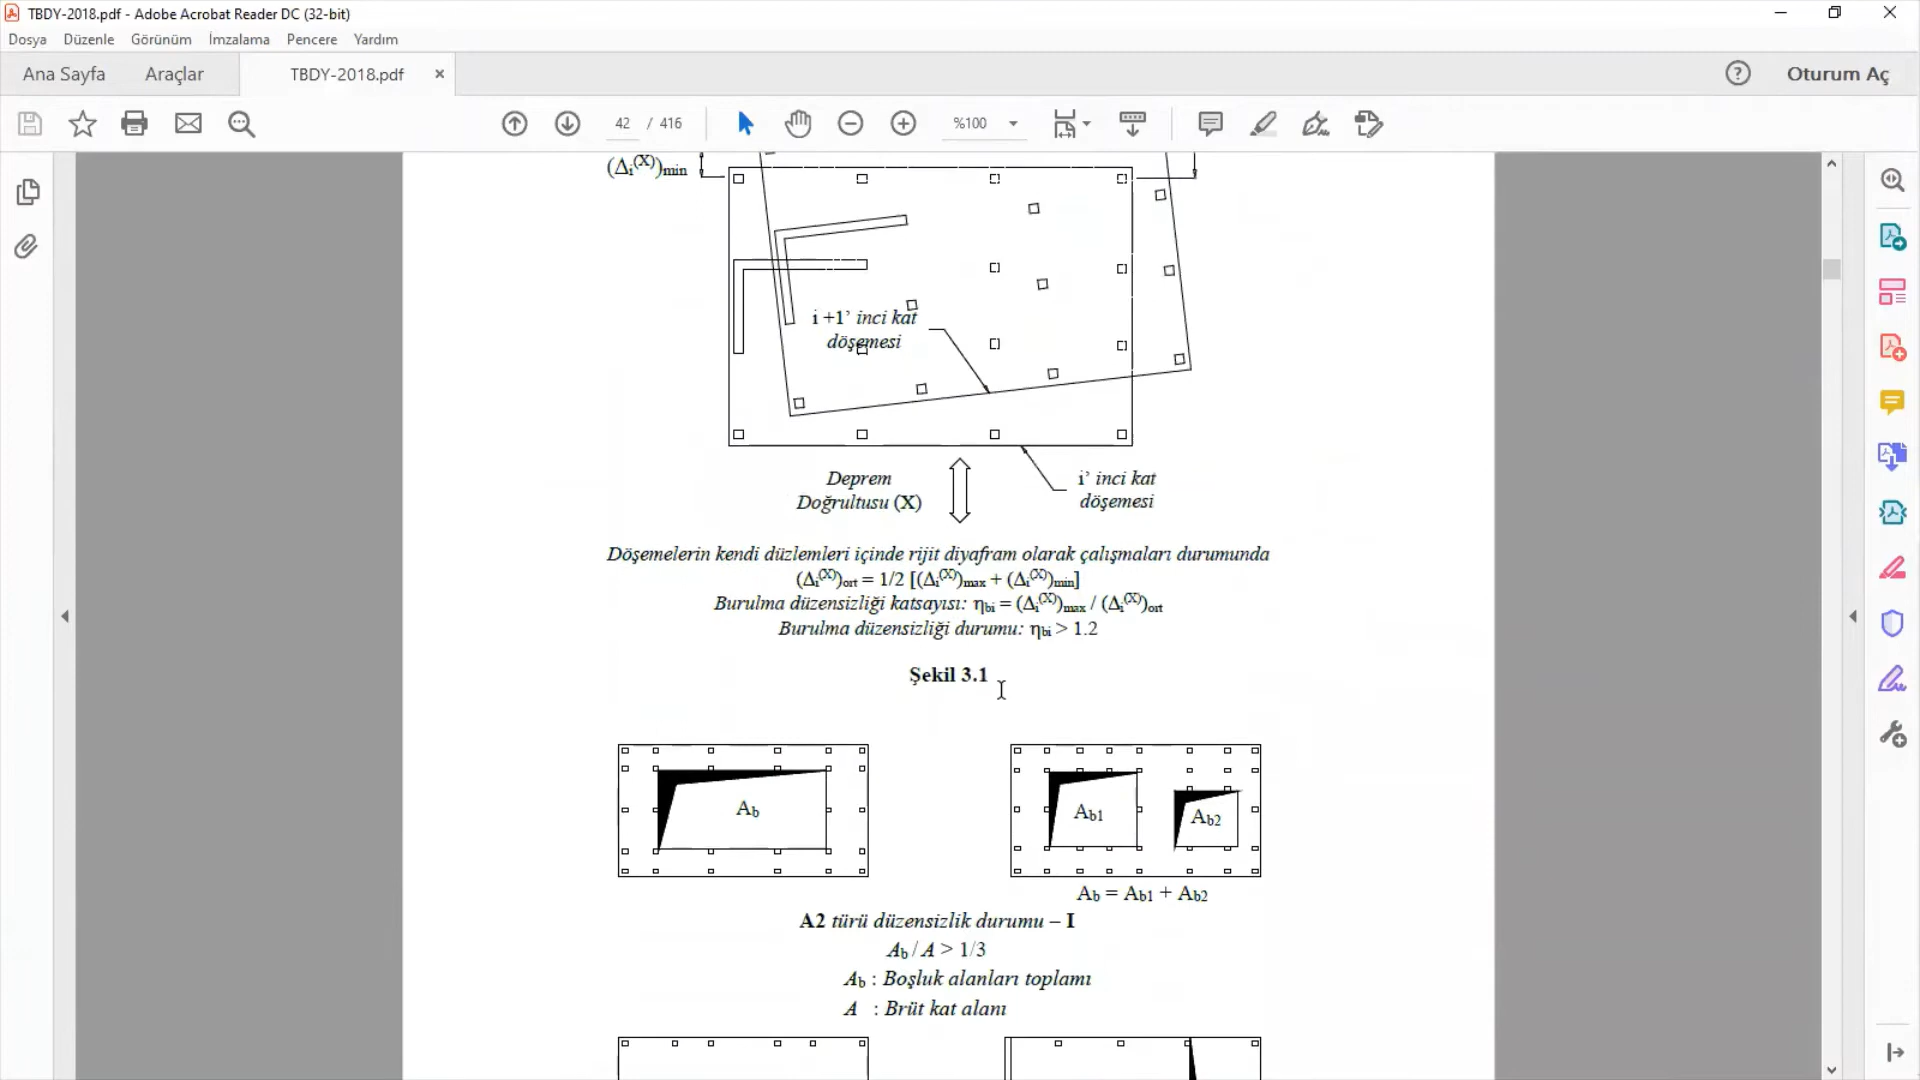 TBDY-2018.pdf - Adobe Acrobat Reader DC (32-bit)
Dosya Düzenle Görünüm İmzalama Pencere Yardım
Ana Sayfa Araçlar TBDY-2018.pdf × ? Oturum Aç
42 / 416 %100
(Δi(X))min
i +1’ inci kat
döşemesi
Deprem
Doğrultusu (X)
i’ inci kat
döşemesi
Döşemelerin kendi düzlemleri içinde rijit diyafram olarak çalışmaları durumunda
(Δi(X))ort = 1/2 [(Δi(X))max + (Δi(X))min]
Burulma düzensizliği katsayısı: ηbi = (Δi(X))max / (Δi(X))ort
Burulma düzensizliği durumu: ηbi > 1.2
Şekil 3.1
Ab
Ab1 Ab2
Ab = Ab1 + Ab2
A2 türü düzensizlik durumu – I
Ab / A > 1/3
Ab : Boşluk alanları toplamı
A : Brüt kat alanı